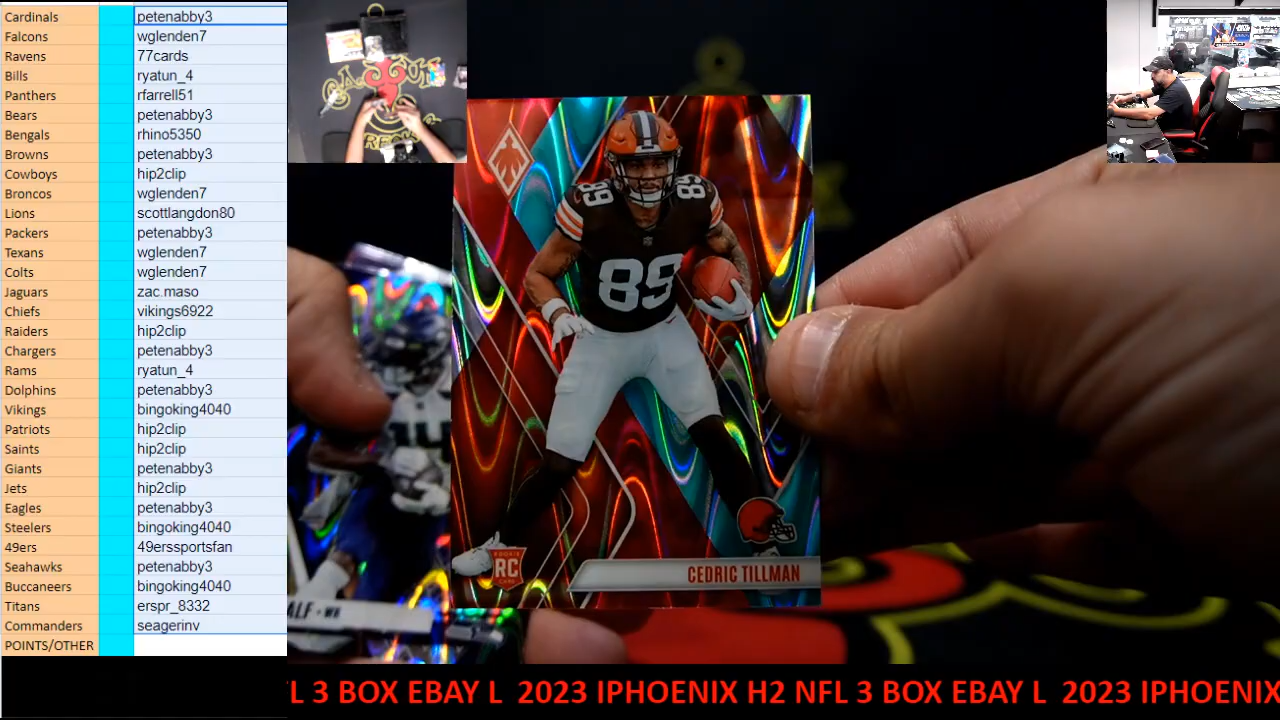 Cardinals petenabby3
Falcons wglenden7
Ravens 77cards
Bills ryatun_4
Panthers rfarrell51
Bears petenabby3
Bengals rhino5350
Browns petenabby3
Cowboys hip2clip
Broncos wglenden7
Lions scottlangdon80
Packers petenabby3
Texans wglenden7
Colts wglenden7
Jaguars zac.maso
Chiefs vikings6922
Raiders hip2clip
Chargers petenabby3
Rams ryatun_4
Dolphins petenabby3
Vikings bingoking4040
Patriots hip2clip
Saints hip2clip
Giants petenabby3
Jets hip2clip
Eagles petenabby3
Steelers bingoking4040
49ers 49erssportsfan
Seahawks petenabby3
Buccaneers bingoking4040
Titans erspr_8332
Commanders seagerinv
POINTS/OTHER
89
89
89
RC
CEDRIC TILLMAN
ALF - WR
L 3 BOX EBAY L 2023 IPHOENIX H2 NFL 3 BOX EBAY L 2023 IPHOENIX